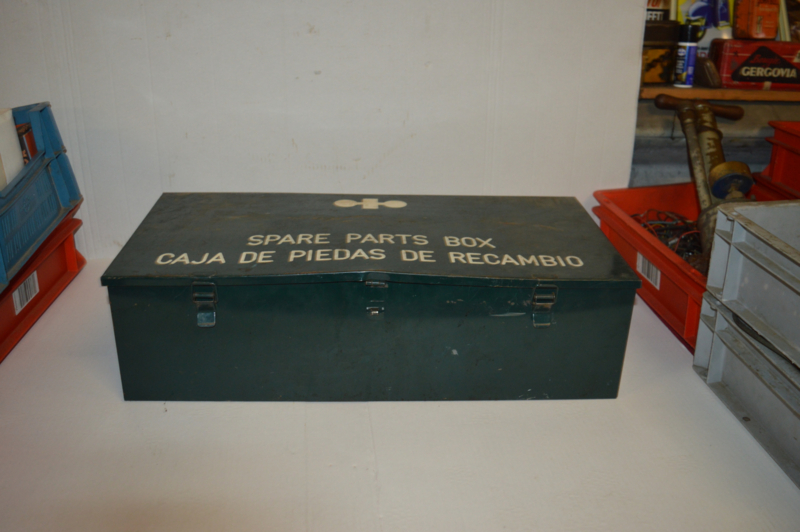 SPARE PARTS BOX
CAJA DE PIEDAS DE RECAMBIO
GERGOVIA